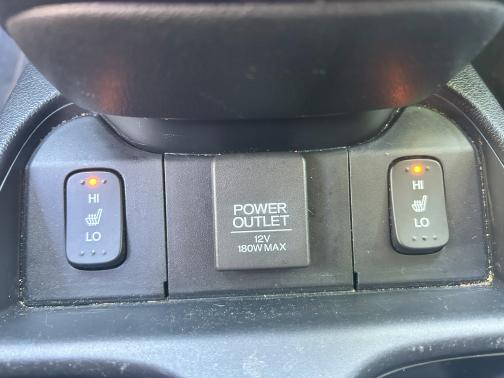 HI
LO
POWER
OUTLET
12V
180W MAX
HI
LO